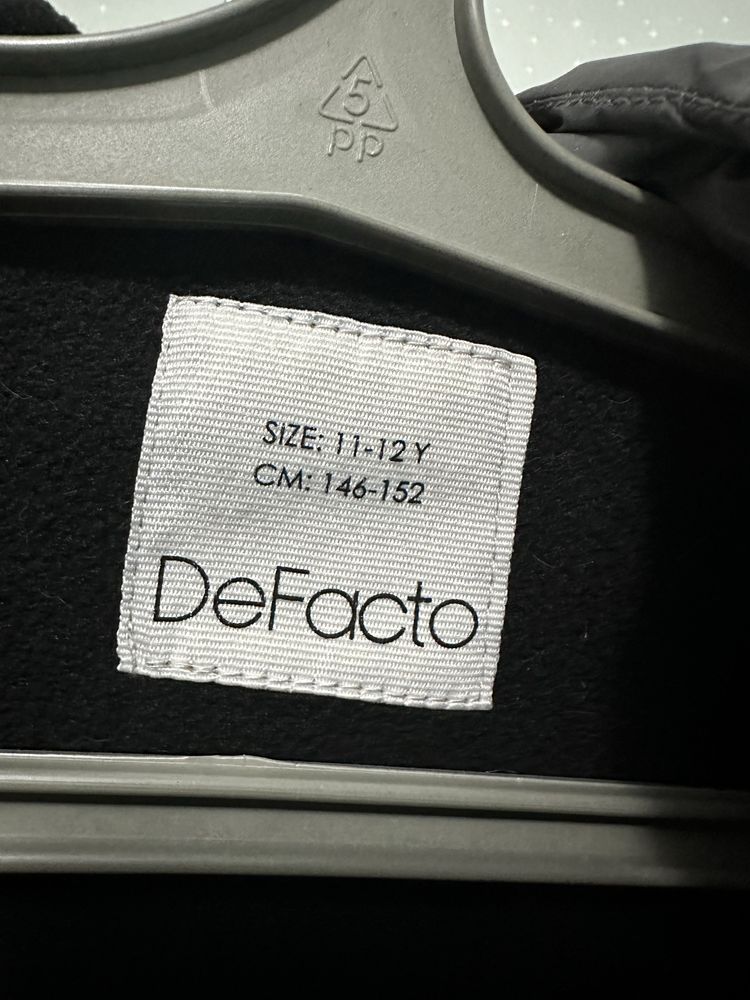 5
pp
SIZE: 11-12 Y
CM: 146-152
DeFacto